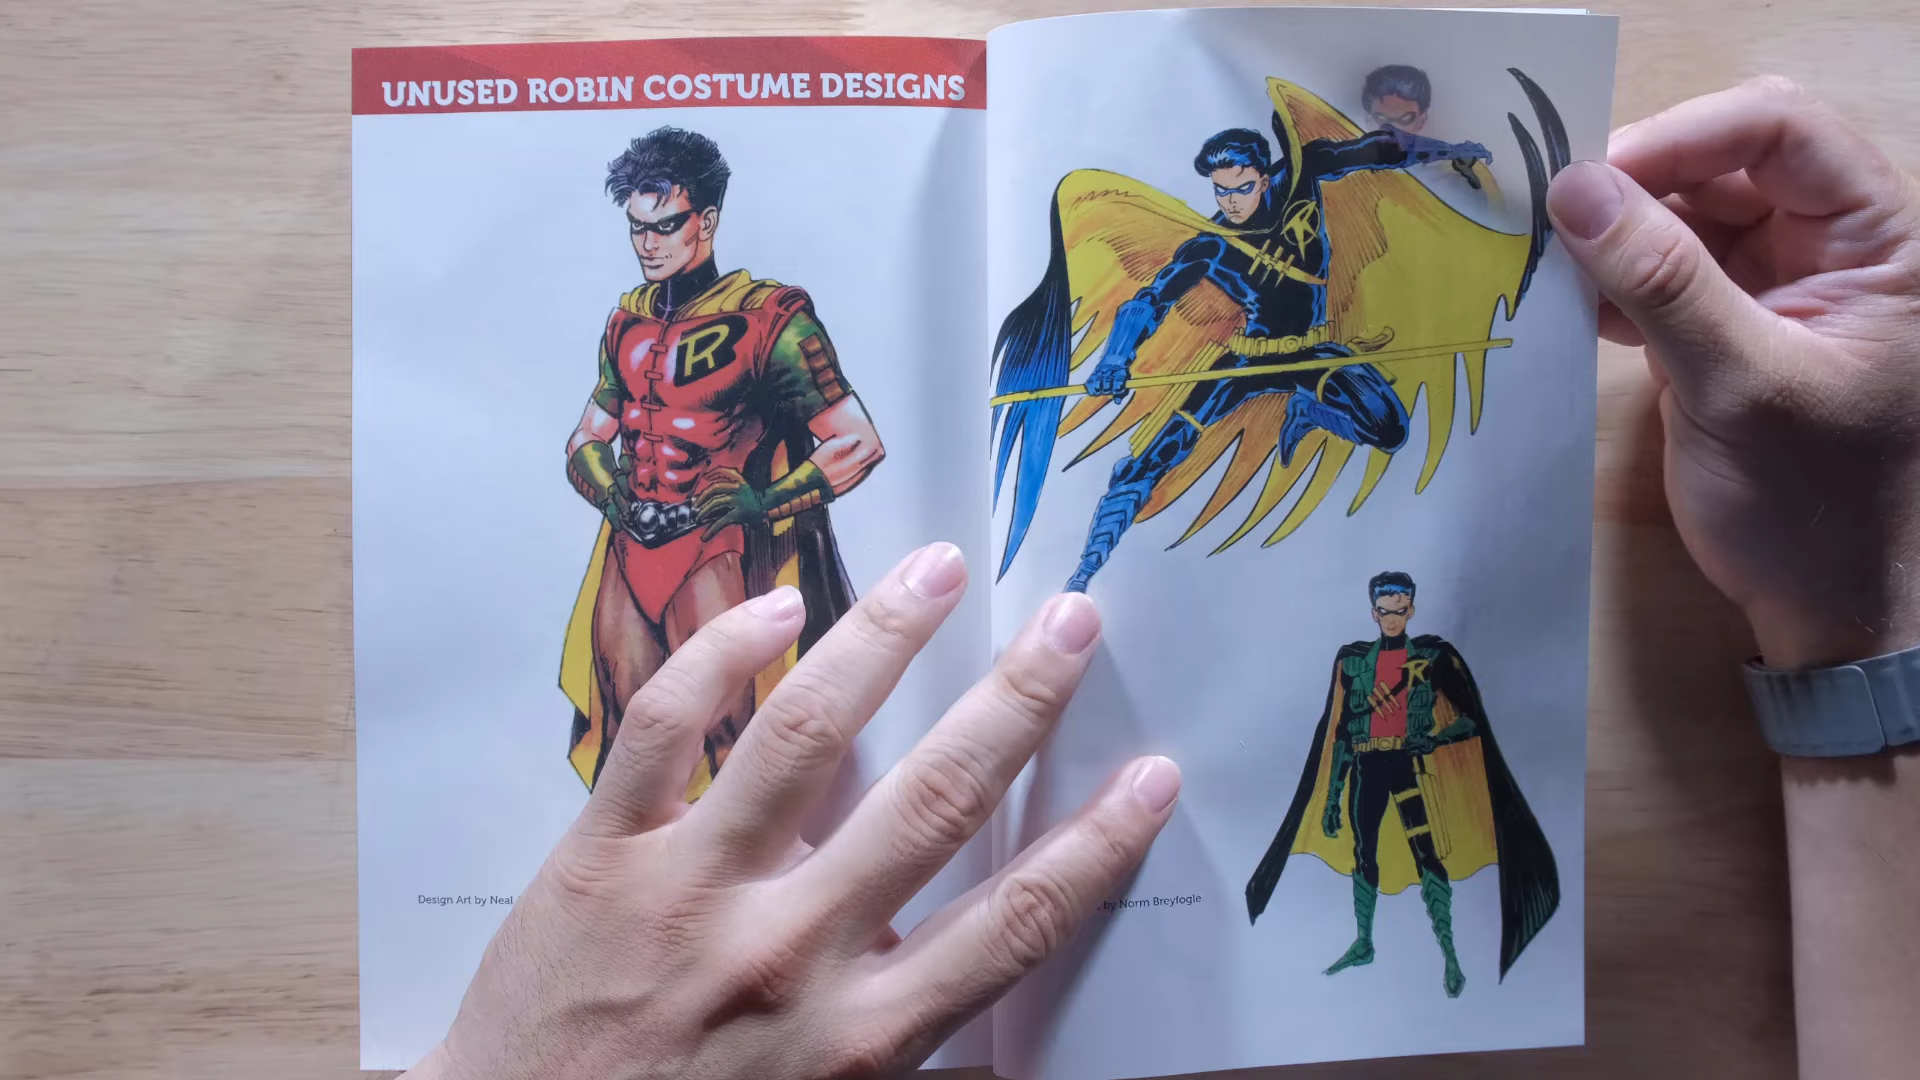 UNUSED ROBIN COSTUME DESIGNS
R
R
R
Design Art by Neal
by Norm Breyfogle